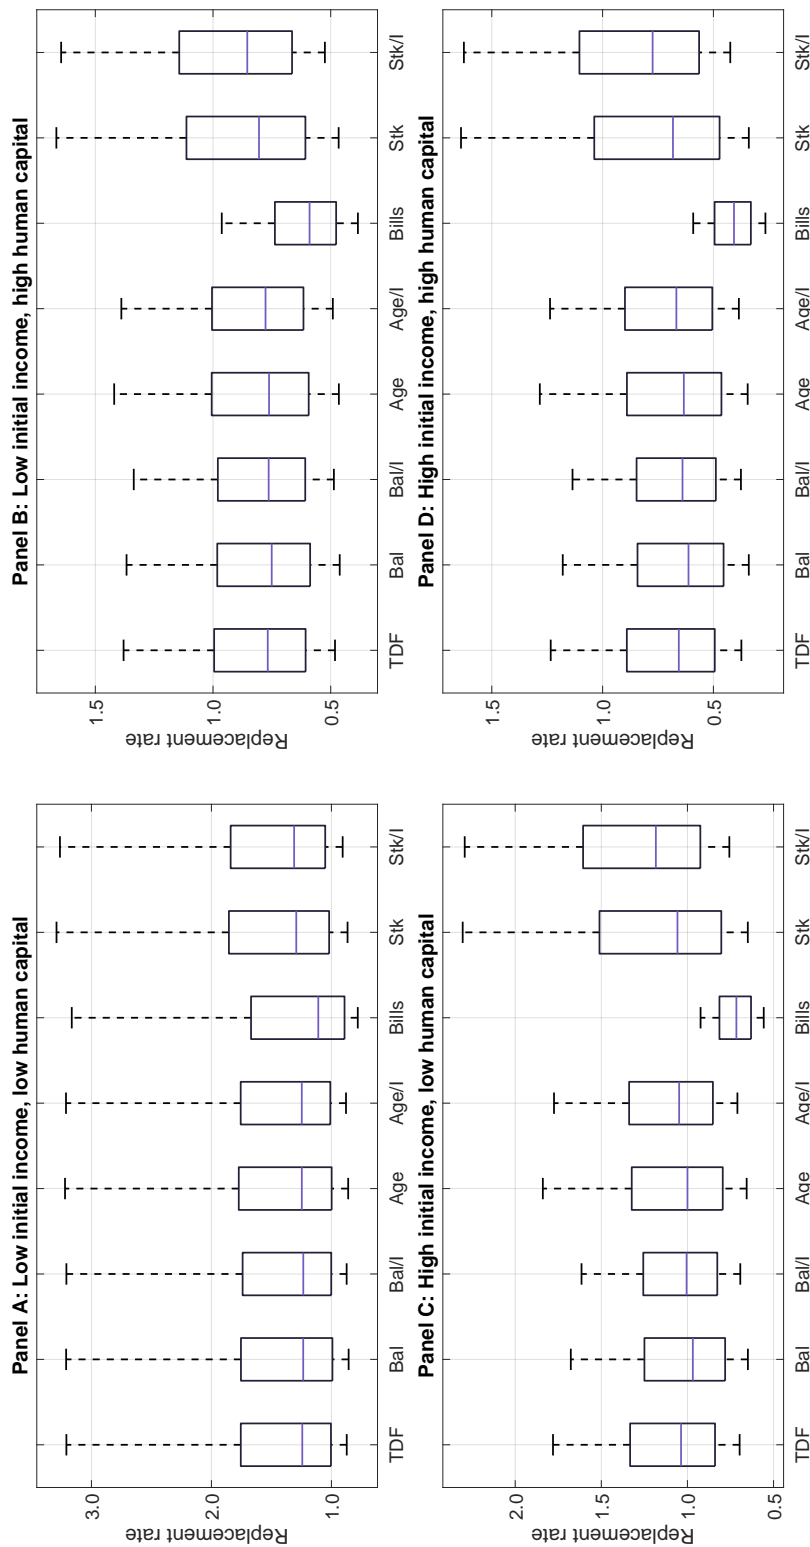 Panel A: Low initial income, low human capital
Replacement rate
3.0
2.0
1.0
TDF Bal Bal/I Age Age/I Bills Stk Stk/I
Panel B: Low initial income, high human capital
Replacement rate
1.5
1.0
0.5
TDF Bal Bal/I Age Age/I Bills Stk Stk/I
Panel C: High initial income, low human capital
Replacement rate
2.0
1.5
1.0
0.5
TDF Bal Bal/I Age Age/I Bills Stk Stk/I
Panel D: High initial income, high human capital
Replacement rate
1.5
1.0
0.5
TDF Bal Bal/I Age Age/I Bills Stk Stk/I